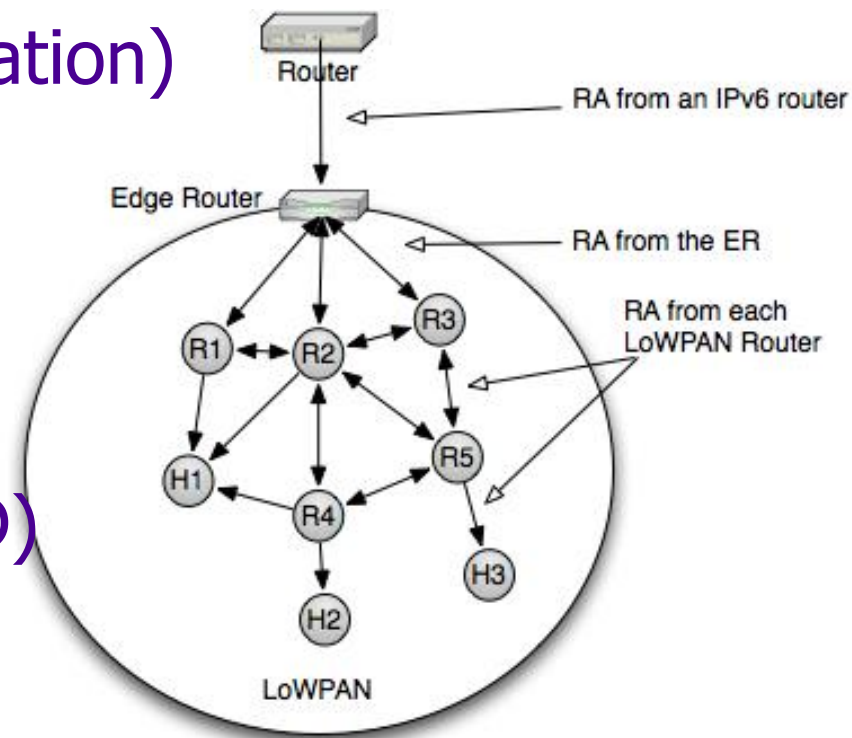 ation)
Router
RA from an IPv6 router
Edge Router
RA from the ER
RA from each
LoWPAN Router
R3
R1
R2
R5
H1
R4
)
H3
H2
LoWPAN